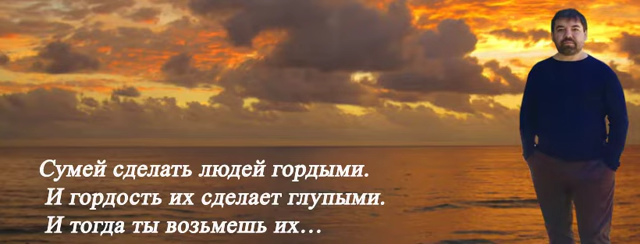 Сумей сделать людей гордыми.
И гордость их сделает глупыми.
И тогда ты возьмешь их...